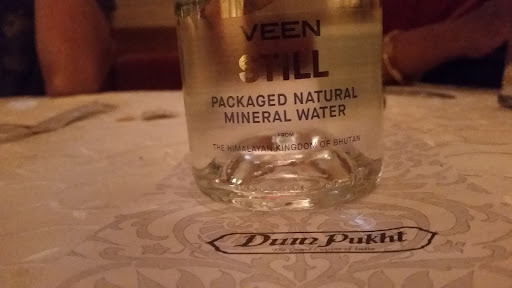 VEEN
STILL
PACKAGED NATURAL
MINERAL WATER
FROM
THE HIMALAYAN KINGDOM OF BHUTAN
Dum Pukht